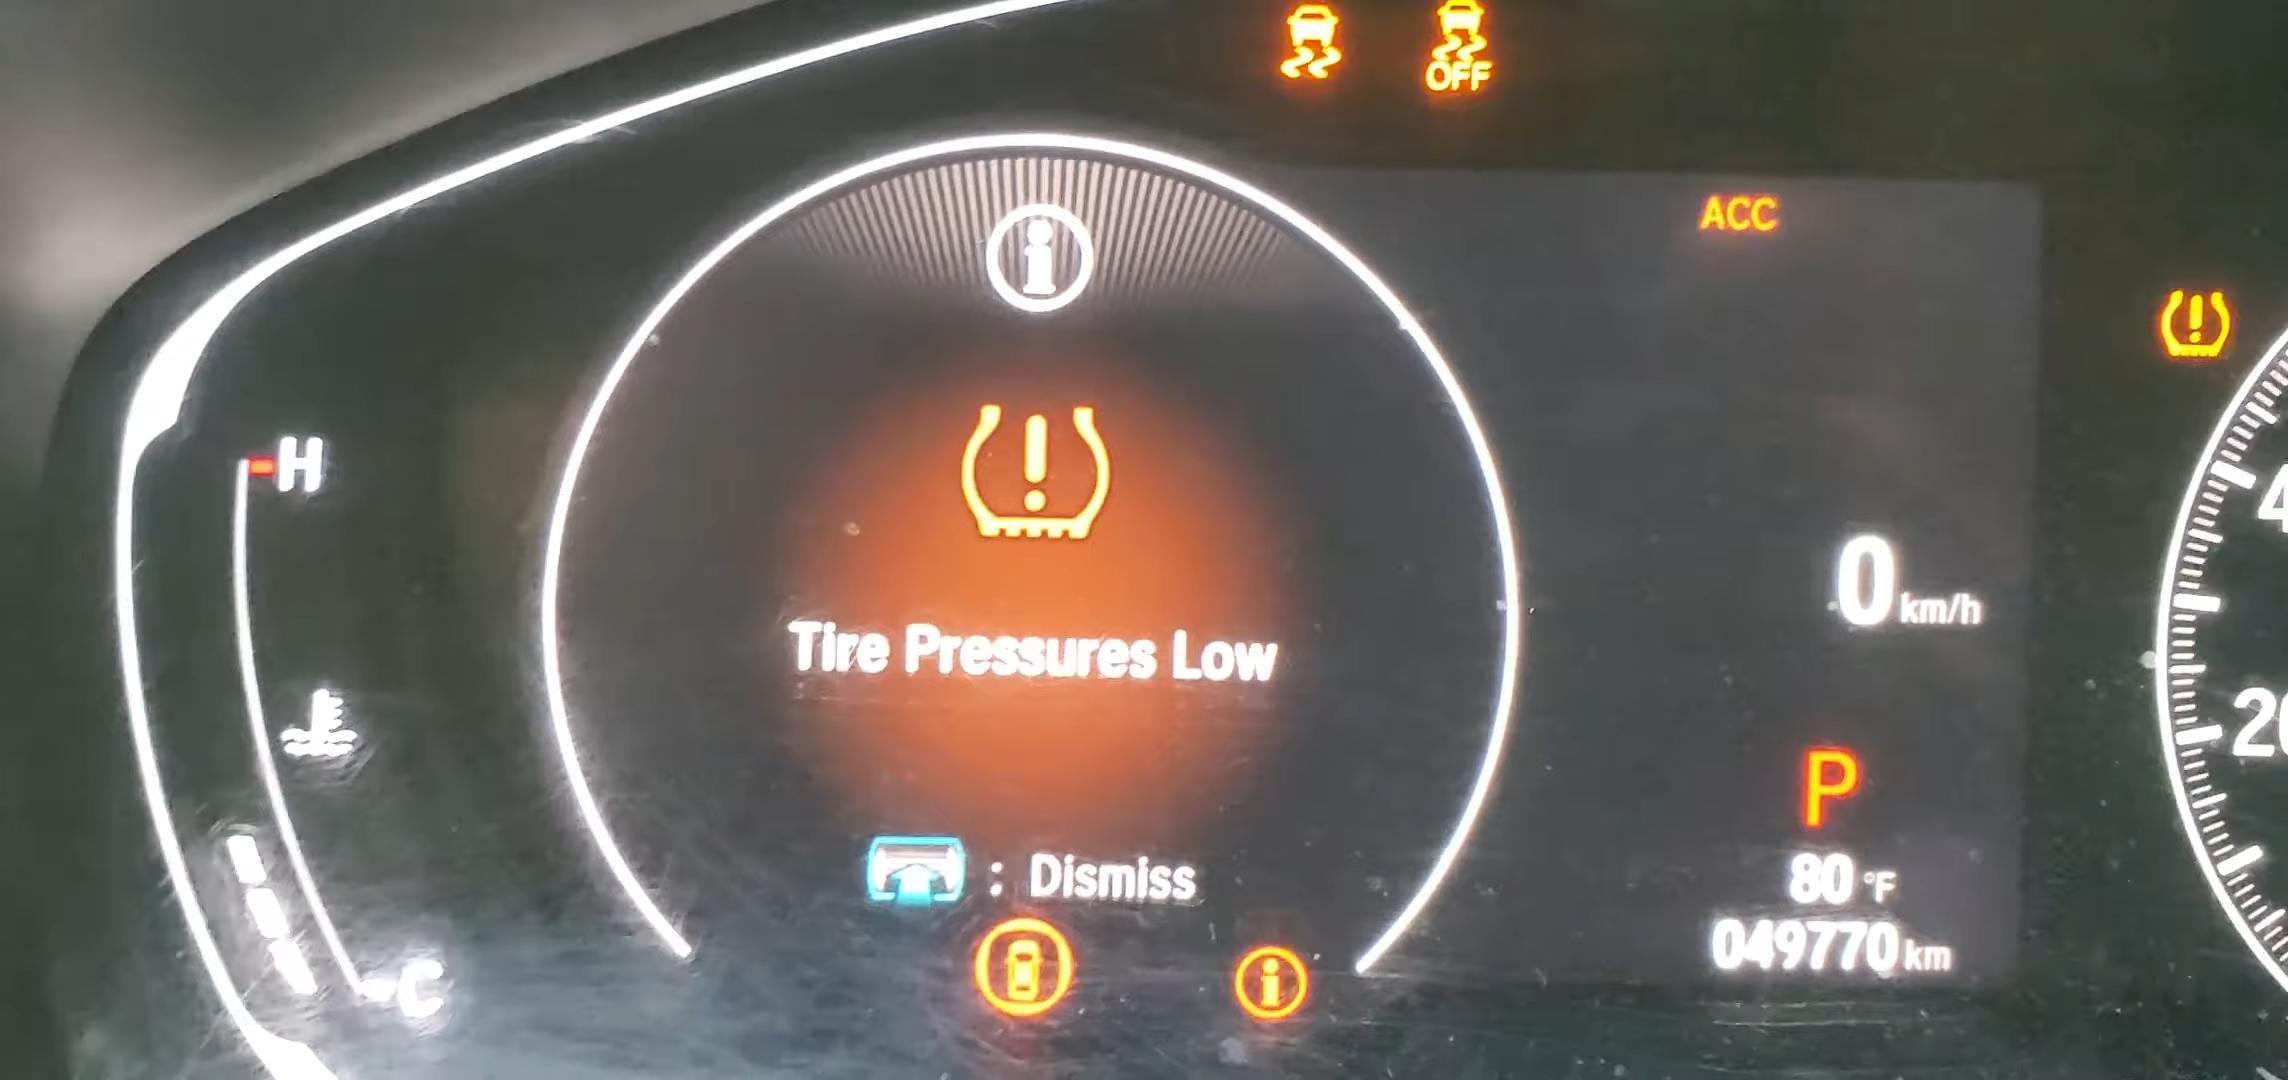 OFF
ACC
H
Tire Pressures Low
0 km/h
P
: Dismiss
80 °F
C
049770 km